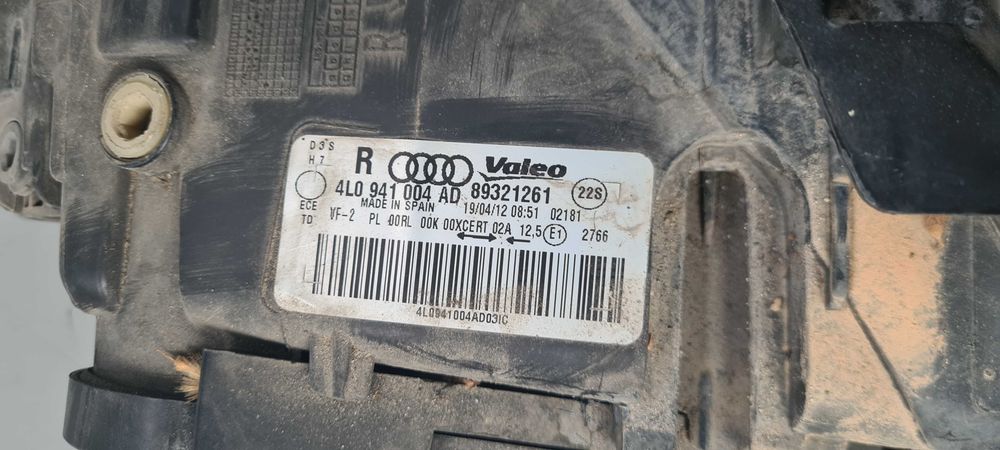 D3S
H7
R Valeo
4L0 941 004 AD 89321261 22S
MADE IN SPAIN 19/04/12 08:51 02181
ECE
TD VF-2 PL 00RL 00K 00XCERT 02A 12,5 E1 2766
4L0941004AD03IC